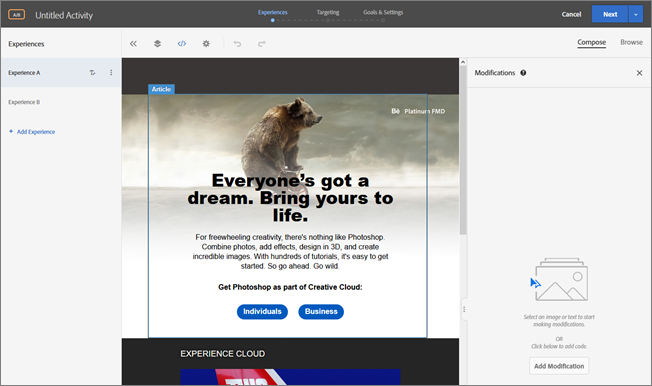 A/B Untitled Activity
Experiences Targeting Goals & Settings
Cancel Next
Experiences
Compose Browse
Experience A
Experience B
+ Add Experience
Article
Bē Platinum FMD
Everyone's got a
dream. Bring yours to
life.
For freewheeling creativity, there's nothing like Photoshop.
Combine photos, add effects, design in 3D, and create
incredible images. With hundreds of tutorials, it's easy to get
started. So go ahead. Go wild.
Get Photoshop as part of Creative Cloud:
Individuals Business
EXPERIENCE CLOUD
Modifications
Select an image or text to start
making modifications.
OR
Click below to add code.
Add Modification